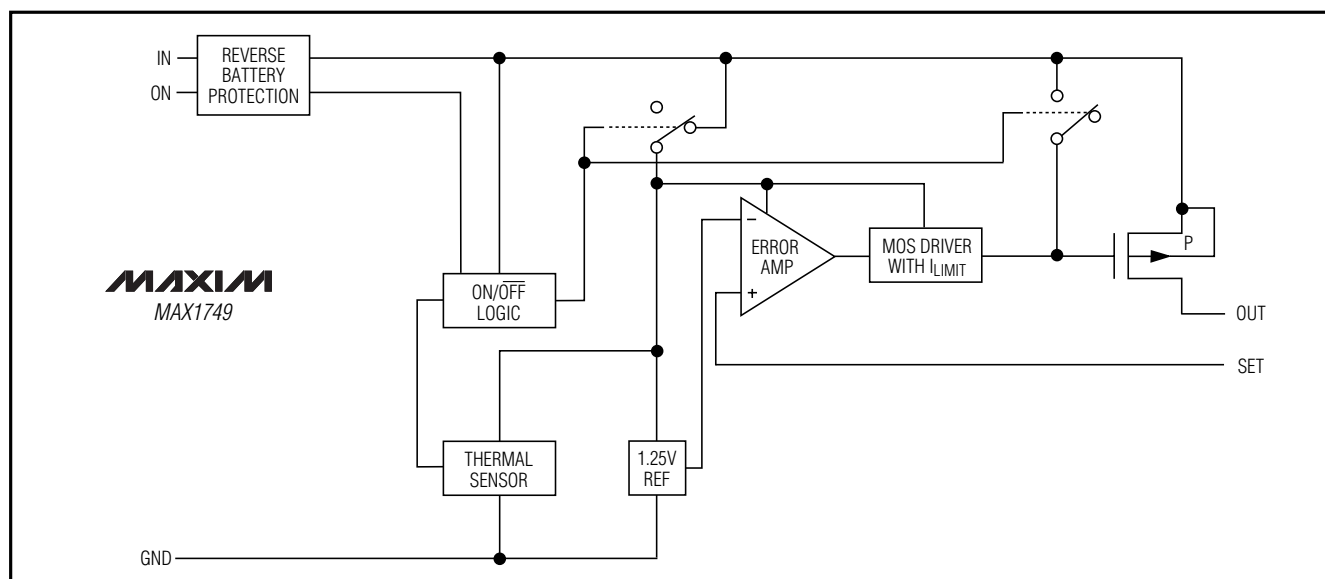 IN
ON
REVERSE
BATTERY
PROTECTION
MAXIM
MAX1749
ON/OFF
LOGIC
THERMAL
SENSOR
1.25V
REF
−
ERROR
AMP
+
MOS DRIVER
WITH ILIMIT
P
OUT
SET
GND